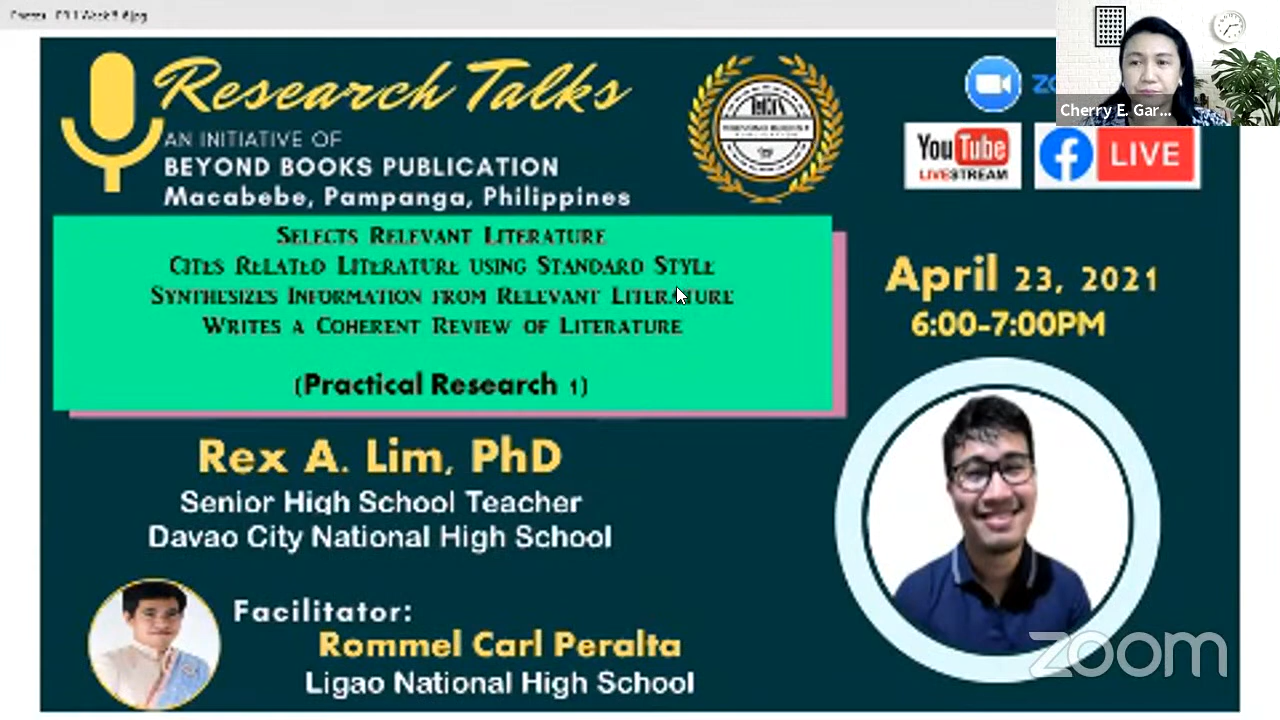 Research Talks
AN INITIATIVE OF
BEYOND BOOKS PUBLICATION
Macabebe, Pampanga, Philippines
Cherry E. Gar...
YouTube
LIVESTREAM
LIVE
SELECTS RELEVANT LITERATURE
CITES RELATED LITERATURE USING STANDARD STYLE
SYNTHESIZES INFORMATION FROM RELEVANT LITERATURE
WRITES A COHERENT REVIEW OF LITERATURE
(Practical Research 1)
April 23, 2021
6:00-7:00PM
Rex A. Lim, PhD
Senior High School Teacher
Davao City National High School
Facilitator:
Rommel Carl Peralta
Ligao National High School
zoom